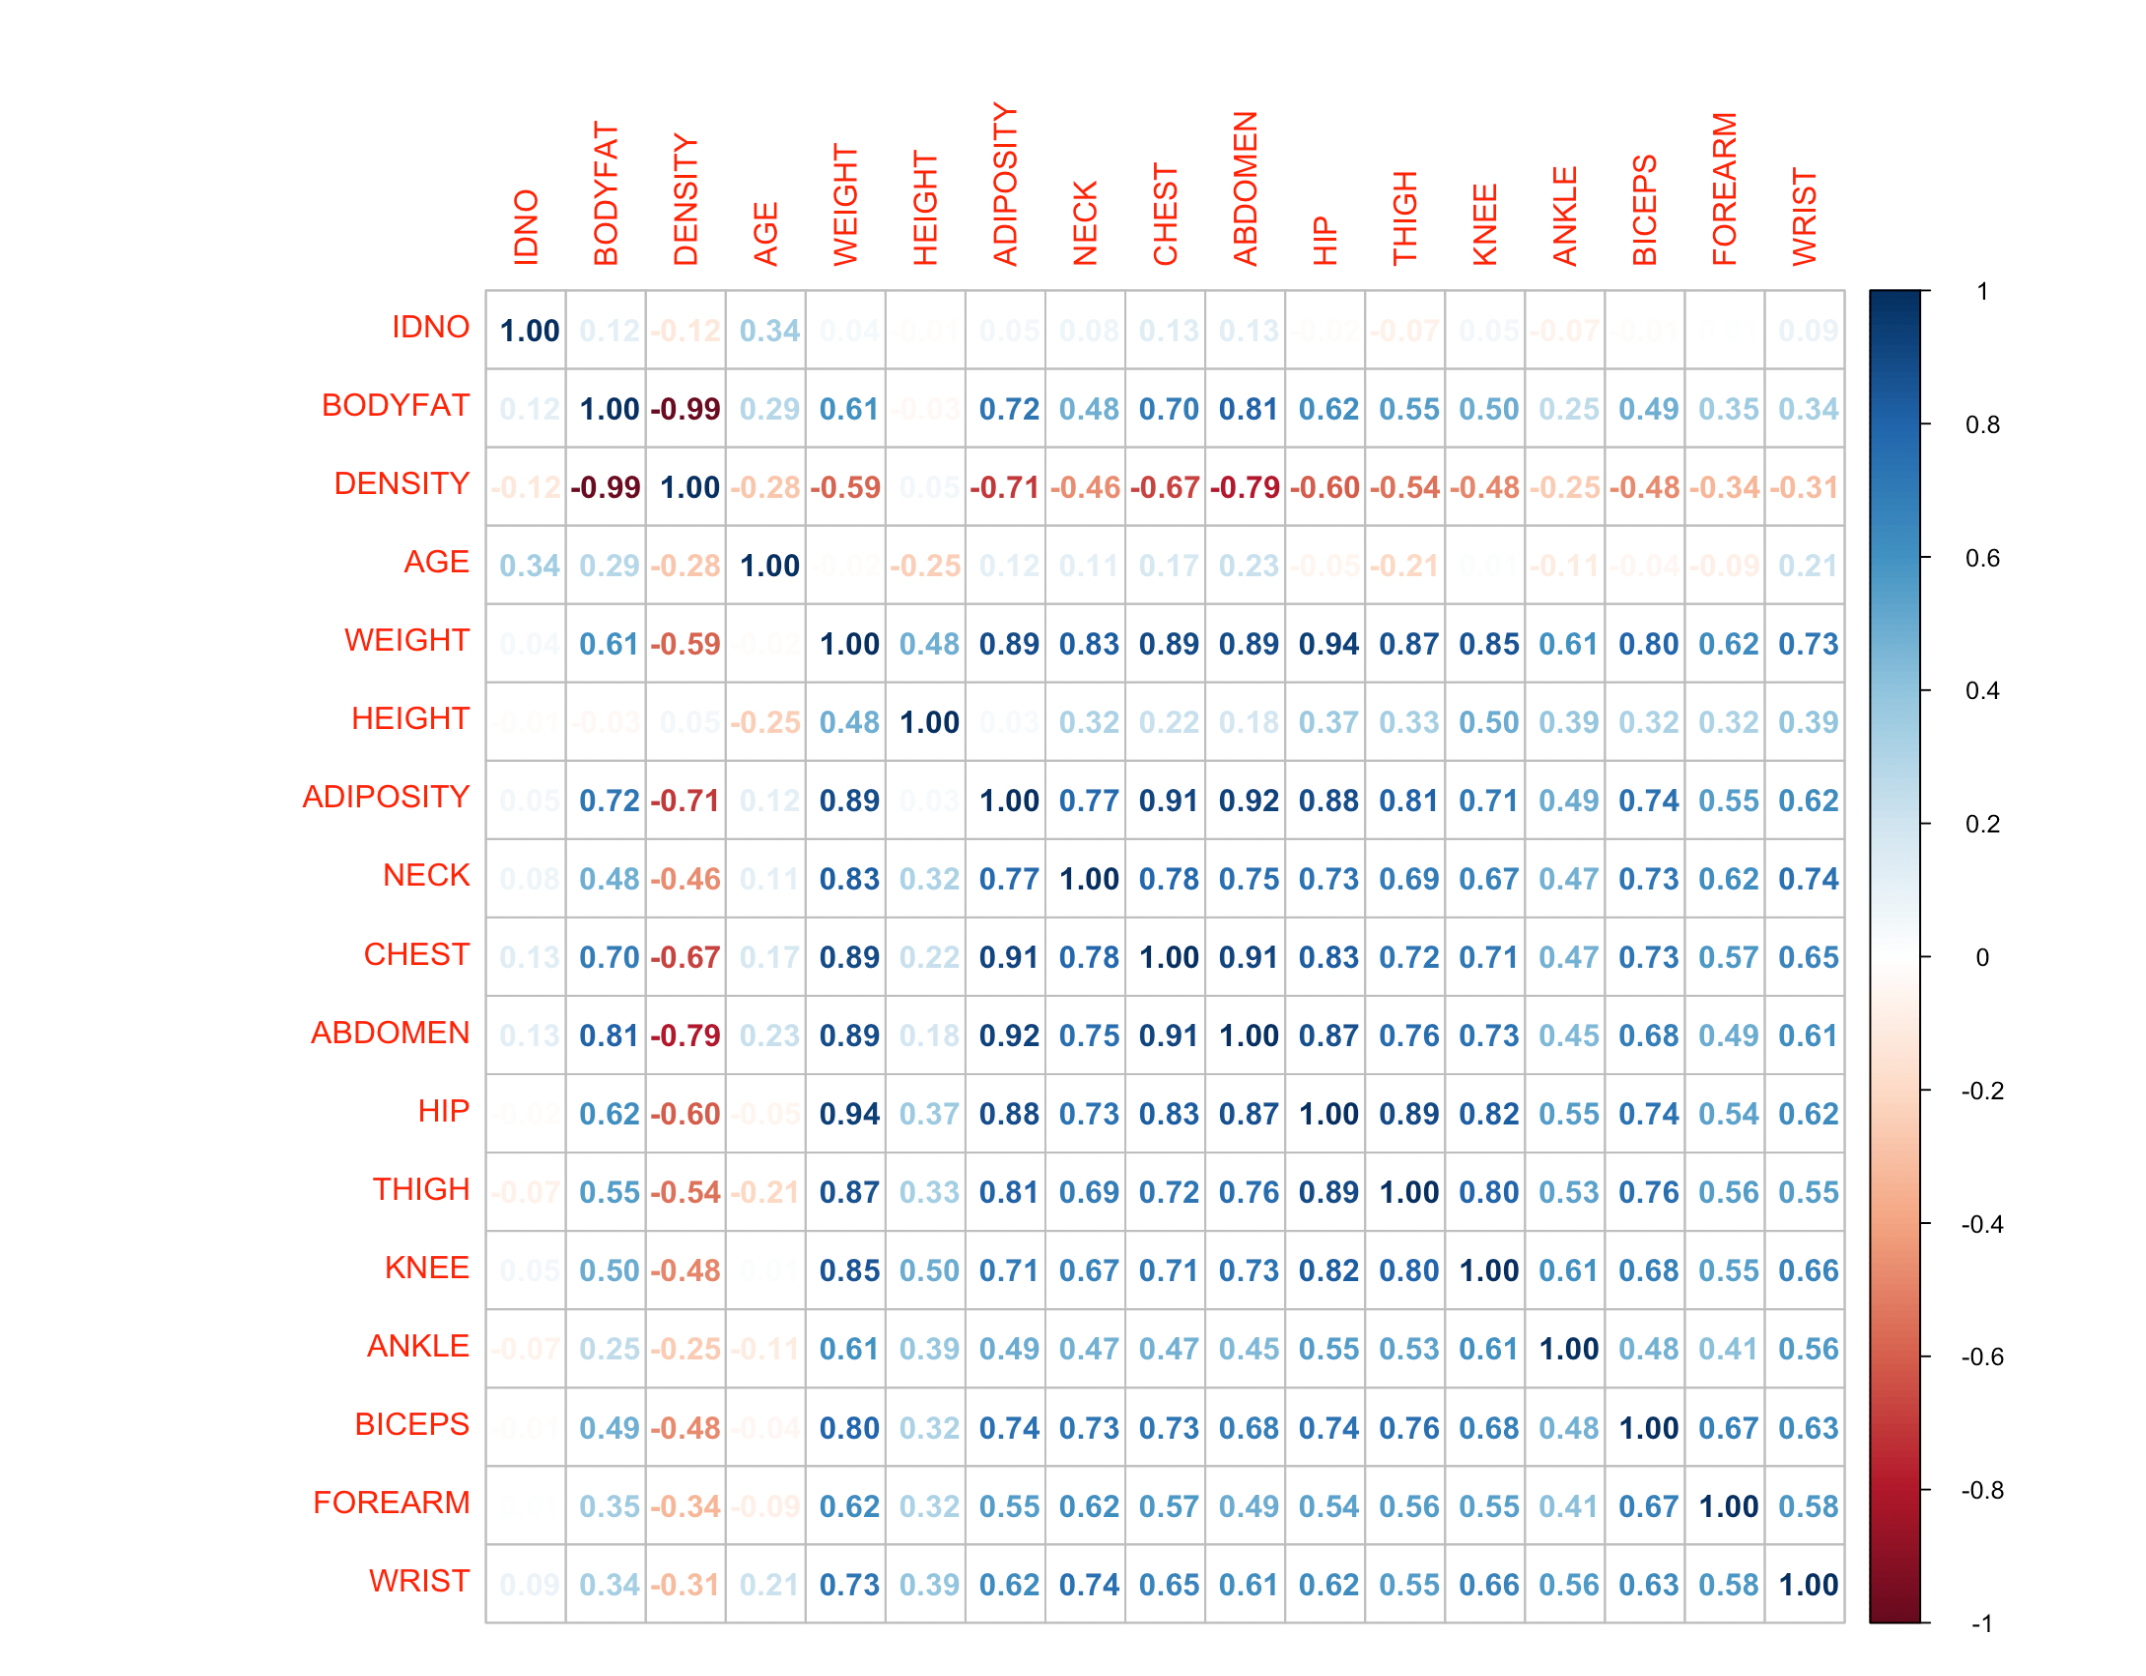 IDNO BODYFAT DENSITY AGE WEIGHT HEIGHT ADIPOSITY NECK CHEST ABDOMEN HIP THIGH KNEE ANKLE BICEPS FOREARM WRIST
IDNO 1.00 0.12 -0.12 0.34 0.04 -0.01 0.05 0.08 0.13 0.13 -0.02 -0.07 0.05 -0.07 -0.01 0.09
BODYFAT 0.12 1.00 -0.99 0.29 0.61 -0.03 0.72 0.48 0.70 0.81 0.62 0.55 0.50 0.25 0.49 0.35 0.34
DENSITY -0.12 -0.99 1.00 -0.28 -0.59 0.05 -0.71 -0.46 -0.67 -0.79 -0.60 -0.54 -0.48 -0.25 -0.48 -0.34 -0.31
AGE 0.34 0.29 -0.28 1.00 -0.02 -0.25 0.12 0.11 0.17 0.23 -0.05 -0.21 0.01 -0.11 -0.04 -0.09 0.21
WEIGHT 0.04 0.61 -0.59 -0.02 1.00 0.48 0.89 0.83 0.89 0.89 0.94 0.87 0.85 0.61 0.80 0.62 0.73
HEIGHT -0.01 -0.03 0.05 -0.25 0.48 1.00 0.03 0.32 0.22 0.18 0.37 0.33 0.50 0.39 0.32 0.32 0.39
ADIPOSITY 0.05 0.72 -0.71 0.12 0.89 0.03 1.00 0.77 0.91 0.92 0.88 0.81 0.71 0.49 0.74 0.55 0.62
NECK 0.08 0.48 -0.46 0.11 0.83 0.32 0.77 1.00 0.78 0.75 0.73 0.69 0.67 0.47 0.73 0.62 0.74
CHEST 0.13 0.70 -0.67 0.17 0.89 0.22 0.91 0.78 1.00 0.91 0.83 0.72 0.71 0.47 0.73 0.57 0.65
ABDOMEN 0.13 0.81 -0.79 0.23 0.89 0.18 0.92 0.75 0.91 1.00 0.87 0.76 0.73 0.45 0.68 0.49 0.61
HIP -0.02 0.62 -0.60 -0.05 0.94 0.37 0.88 0.73 0.83 0.87 1.00 0.89 0.82 0.55 0.74 0.54 0.62
THIGH -0.07 0.55 -0.54 -0.21 0.87 0.33 0.81 0.69 0.72 0.76 0.89 1.00 0.80 0.53 0.76 0.56 0.55
KNEE 0.05 0.50 -0.48 0.01 0.85 0.50 0.71 0.67 0.71 0.73 0.82 0.80 1.00 0.61 0.68 0.55 0.66
ANKLE -0.07 0.25 -0.25 -0.11 0.61 0.39 0.49 0.47 0.47 0.45 0.55 0.53 0.61 1.00 0.48 0.41 0.56
BICEPS -0.01 0.49 -0.48 -0.04 0.80 0.32 0.74 0.73 0.73 0.68 0.74 0.76 0.68 0.48 1.00 0.67 0.63
FOREARM 0.35 -0.34 -0.09 0.62 0.32 0.55 0.62 0.57 0.49 0.54 0.56 0.55 0.41 0.67 1.00 0.58
WRIST 0.09 0.34 -0.31 0.21 0.73 0.39 0.62 0.74 0.65 0.61 0.62 0.55 0.66 0.56 0.63 0.58 1.00
1
0.8
0.6
0.4
0.2
0
-0.2
-0.4
-0.6
-0.8
-1